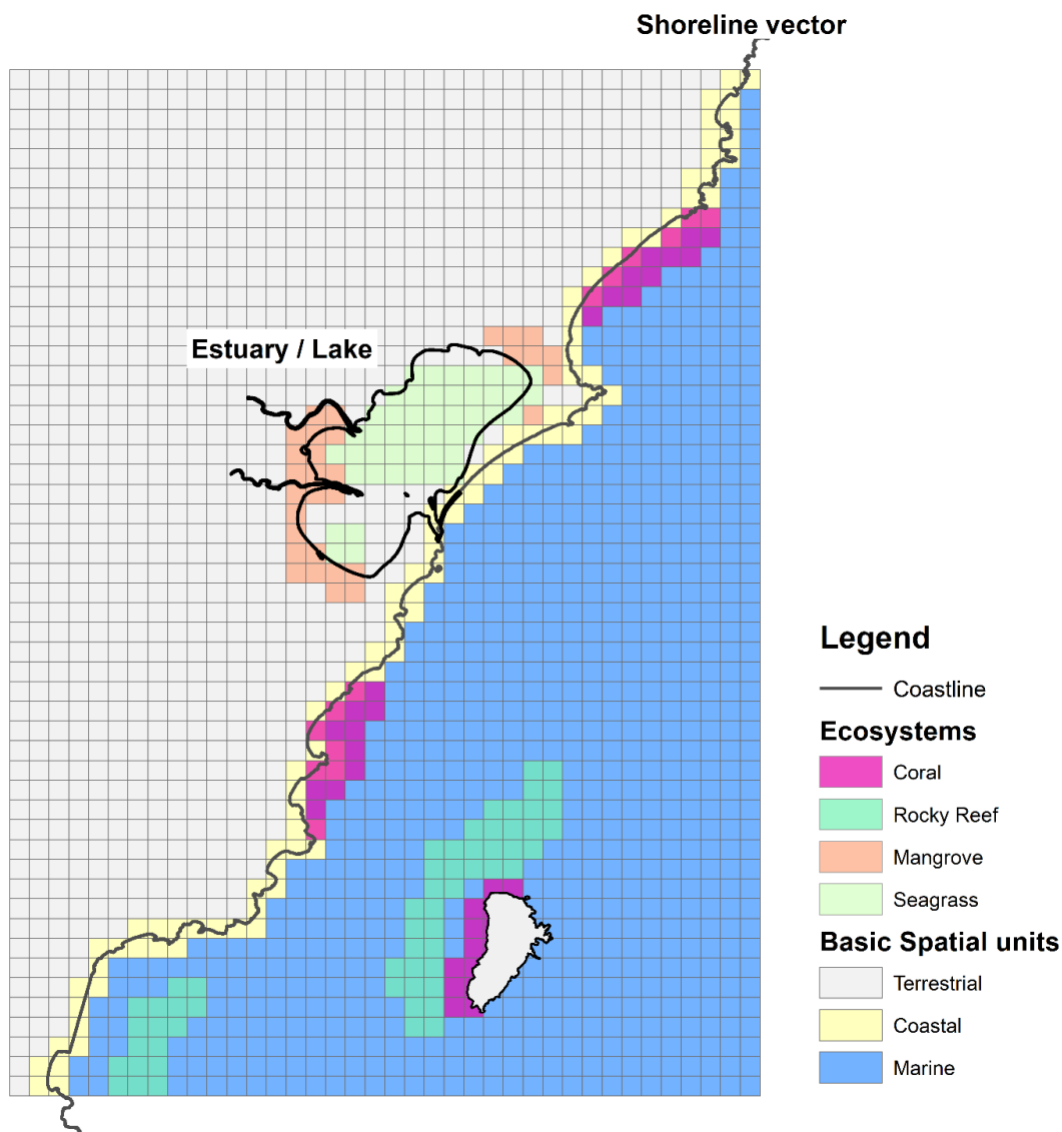 Shoreline vector
Estuary / Lake
Legend
Coastline
Ecosystems
Coral
Rocky Reef
Mangrove
Seagrass
Basic Spatial units
Terrestrial
Coastal
Marine